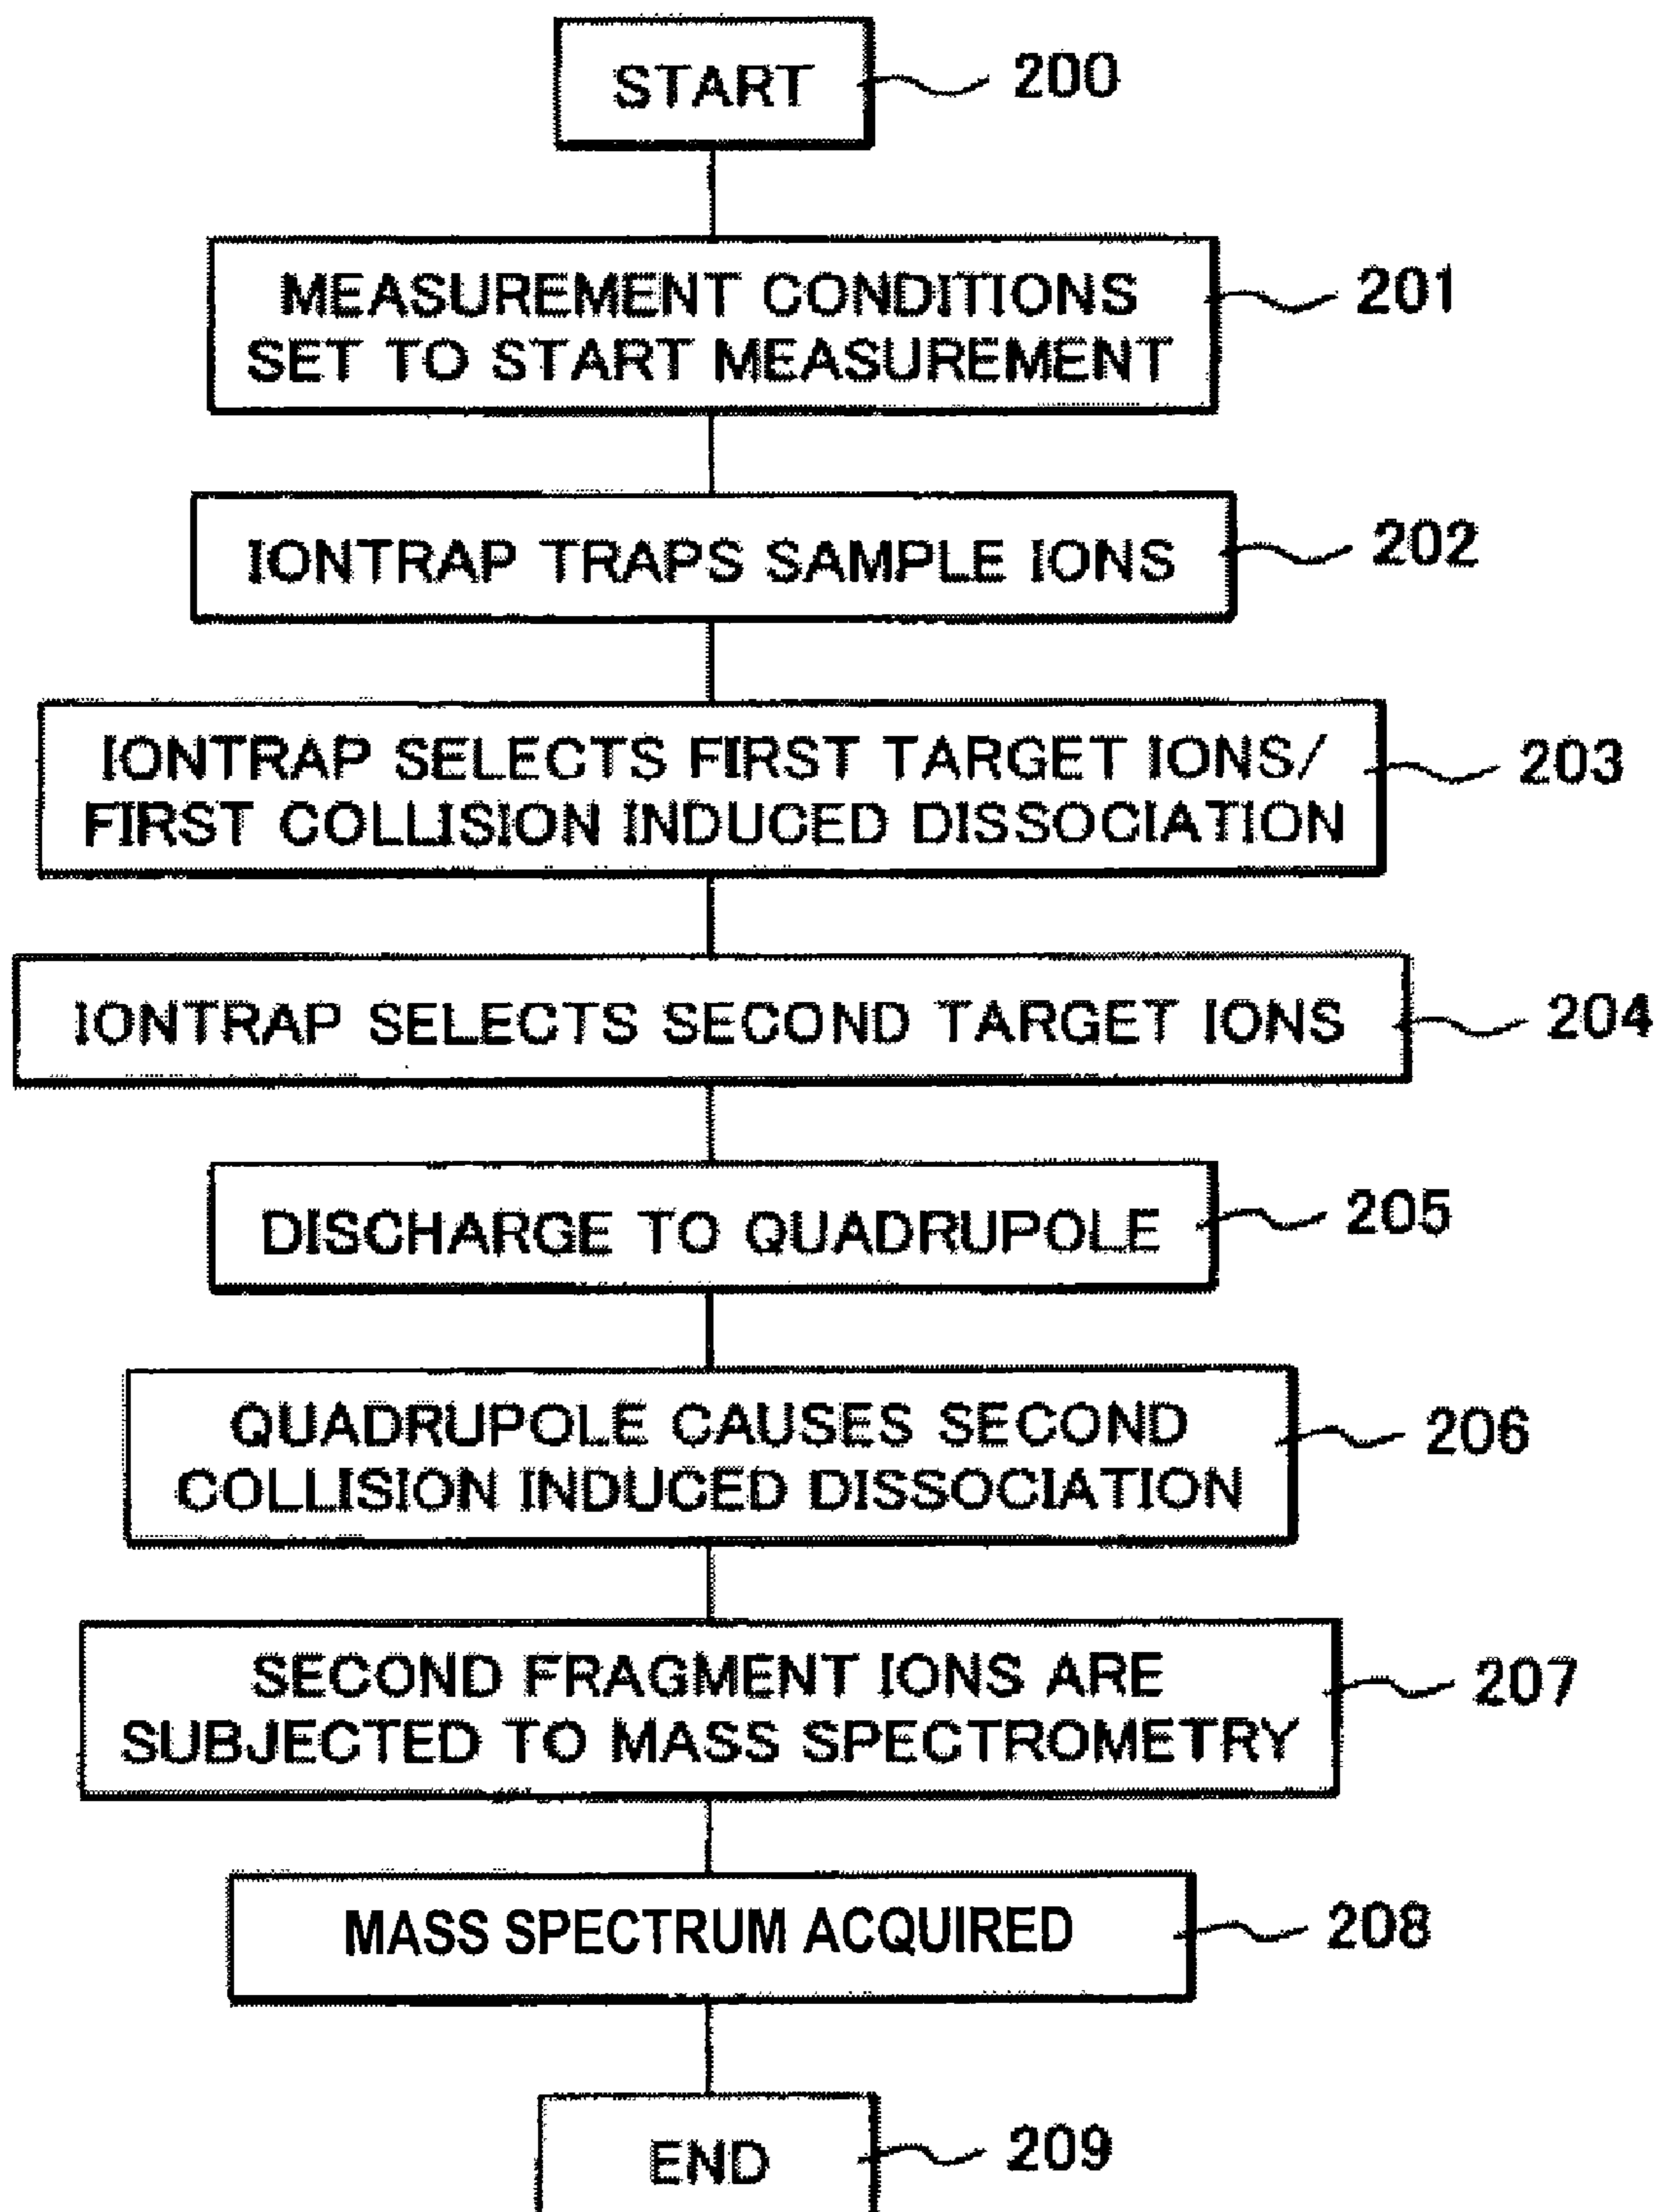 START
200
MEASUREMENT CONDITIONS
SET TO START MEASUREMENT
201
IONTRAP TRAPS SAMPLE IONS
202
IONTRAP SELECTS FIRST TARGET IONS/
FIRST COLLISION INDUCED DISSOCIATION
203
IONTRAP SELECTS SECOND TARGET IONS
204
DISCHARGE TO QUADRUPOLE
205
QUADRUPOLE CAUSES SECOND
COLLISION INDUCED DISSOCIATION
206
SECOND FRAGMENT IONS ARE
SUBJECTED TO MASS SPECTROMETRY
207
MASS SPECTRUM ACQUIRED
208
END
209